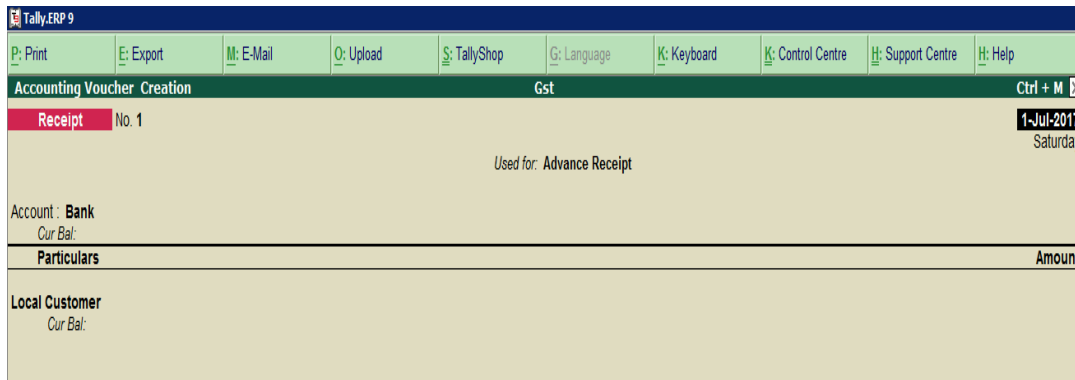 Tally.ERP 9
P: Print E: Export M: E-Mail O: Upload S: TallyShop G: Language K: Keyboard K: Control Centre H: Support Centre H: Help
Accounting Voucher Creation Gst Ctrl + M
Receipt No. 1 1-Jul-2017
Saturda
Used for: Advance Receipt
Account : Bank
Cur Bal:
Particulars Amoun
Local Customer
Cur Bal: